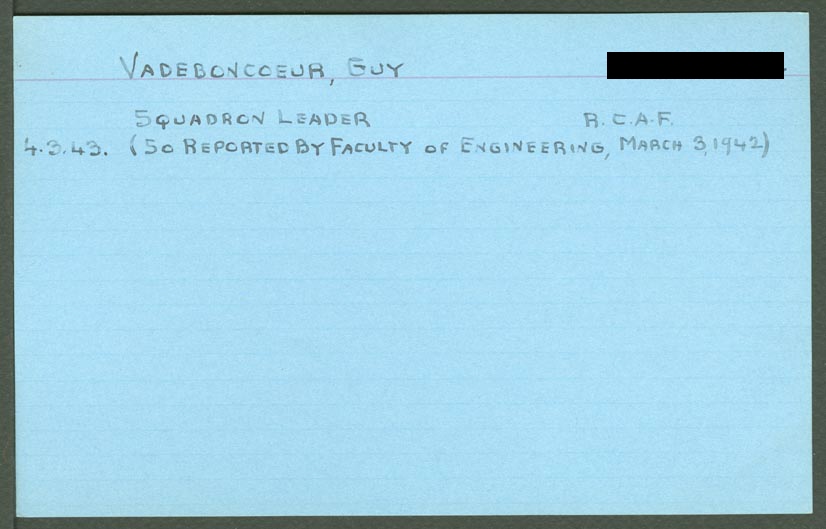 VADEBONCOEUR, GUY
SQUADRON LEADER R.C.A.F.
4.3.43. (SO REPORTED BY FACULTY OF ENGINEERING, MARCH 3, 1942)